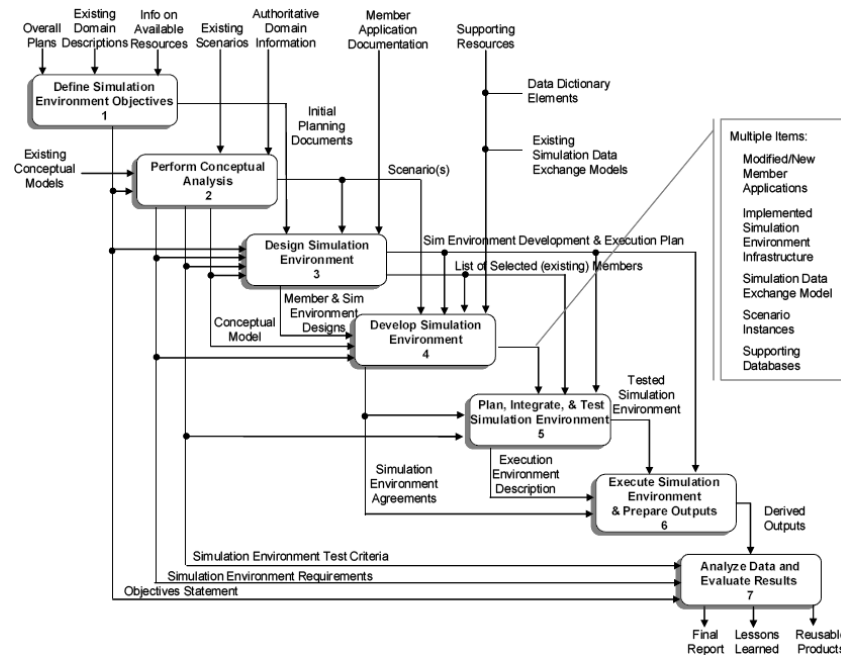 Overall
Plans
Existing
Domain
Descriptions
Info on
Available
Resources
Existing
Scenarios
Authoritative
Domain
Information
Member
Application
Documentation
Supporting
Resources
Define Simulation
Environment Objectives
1
Initial
Planning
Documents
Data Dictionary
Elements
Existing
Simulation Data
Exchange Models
Existing
Conceptual
Models
Perform Conceptual
Analysis
2
Scenario(s)
Multiple Items:
Modified/New
Member
Applications
Implemented
Simulation
Environment
Infrastructure
Simulation Data
Exchange Model
Scenario
Instances
Supporting
Databases
Design Simulation
Environment
3
Sim Environment Development & Execution Plan
List of Selected (existing) Members
Member & Sim
Environment
Designs
Conceptual
Model
Develop Simulation
Environment
4
Tested
Simulation
Environment
Plan, Integrate, & Test
Simulation Environment
5
Simulation
Environment
Agreements
Execution
Environment
Description
Execute Simulation
Environment
& Prepare Outputs
6
Derived
Outputs
Simulation Environment Test Criteria
Simulation Environment Requirements
Objectives Statement
Analyze Data and
Evaluate Results
7
Final
Report
Lessons
Learned
Reusable
Products